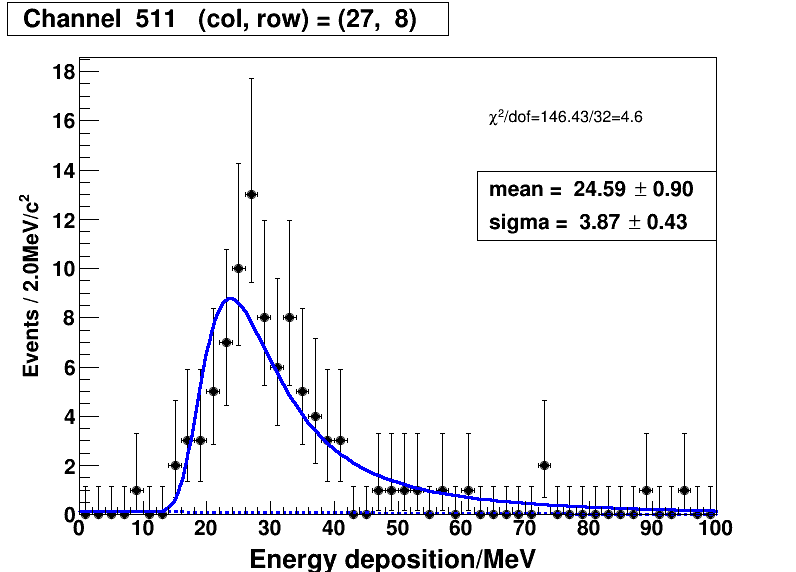 Channel 511 (col, row) = (27, 8)
χ²/dof=146.43/32=4.6
mean = 24.59 ± 0.90
sigma = 3.87 ± 0.43
Events / 2.0MeV/c²
18
16
14
12
10
8
6
4
2
0
0 10 20 30 40 50 60 70 80 90 100
Energy deposition/MeV